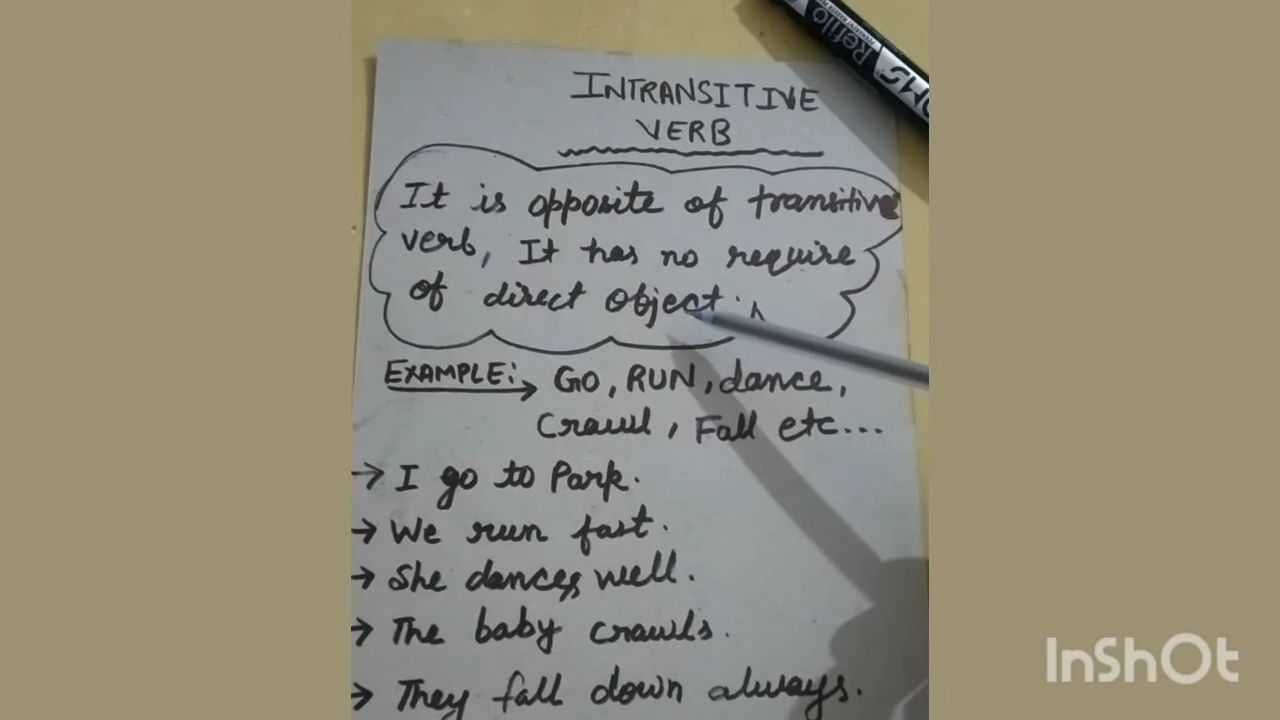 Refillo
DMS
INTRANSITIVE
VERB
It is opposite of transitive
verb, It has no require
of direct object.
EXAMPLE: → GO, RUN, dance,
Crawl, Fall etc...
→ I go to Park.
→ We run fast.
→ She dances well.
→ The baby crawls.
→ They fall down always.
InShOt